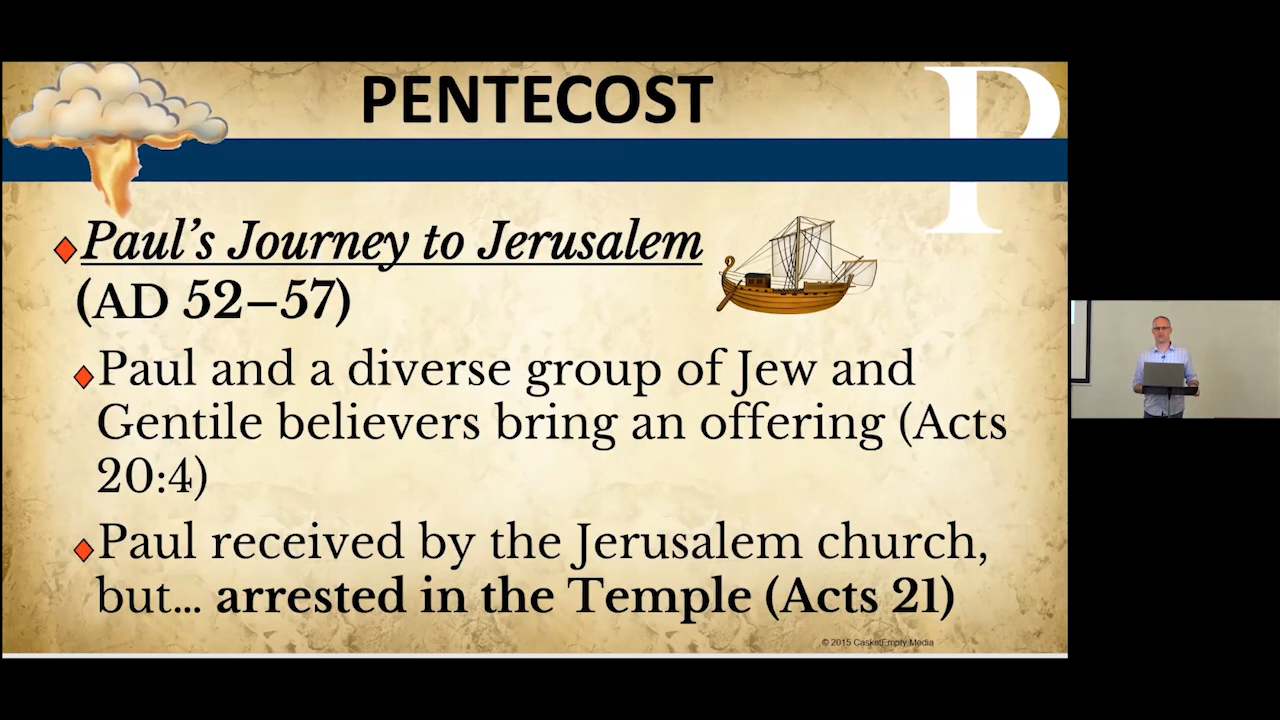 PENTECOST
P
Paul’s Journey to Jerusalem
(AD 52–57)
Paul and a diverse group of Jew and
Gentile believers bring an offering (Acts
20:4)
Paul received by the Jerusalem church,
but... arrested in the Temple (Acts 21)
© 2015 CasketEmpty Media